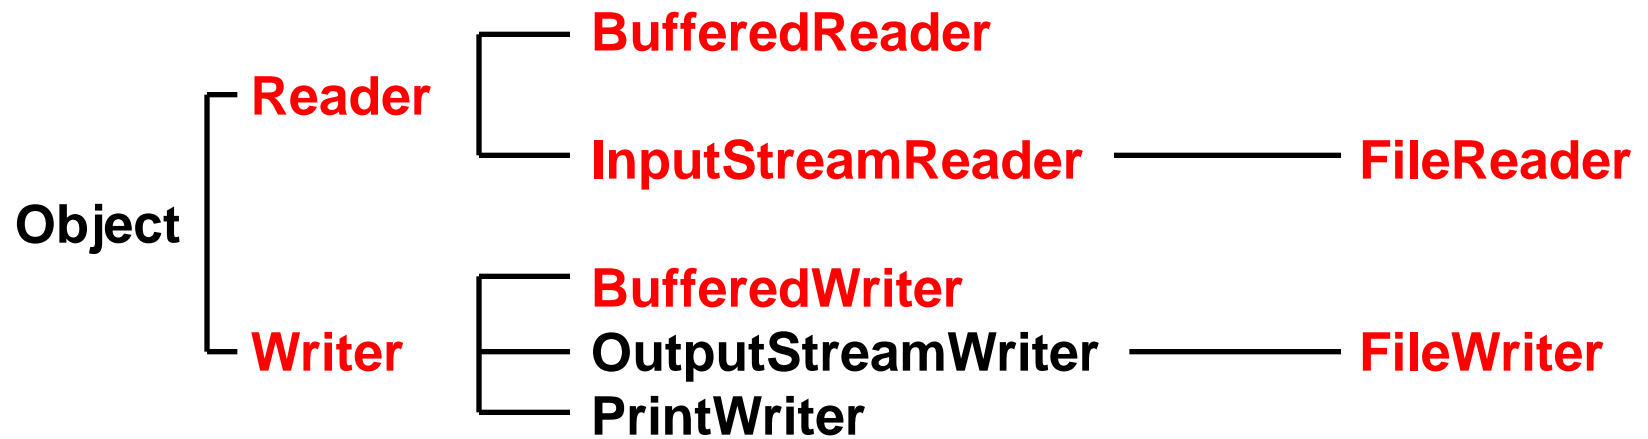 BufferedReader
Reader
InputStreamReader FileReader
Object
BufferedWriter
Writer OutputStreamWriter FileWriter
PrintWriter